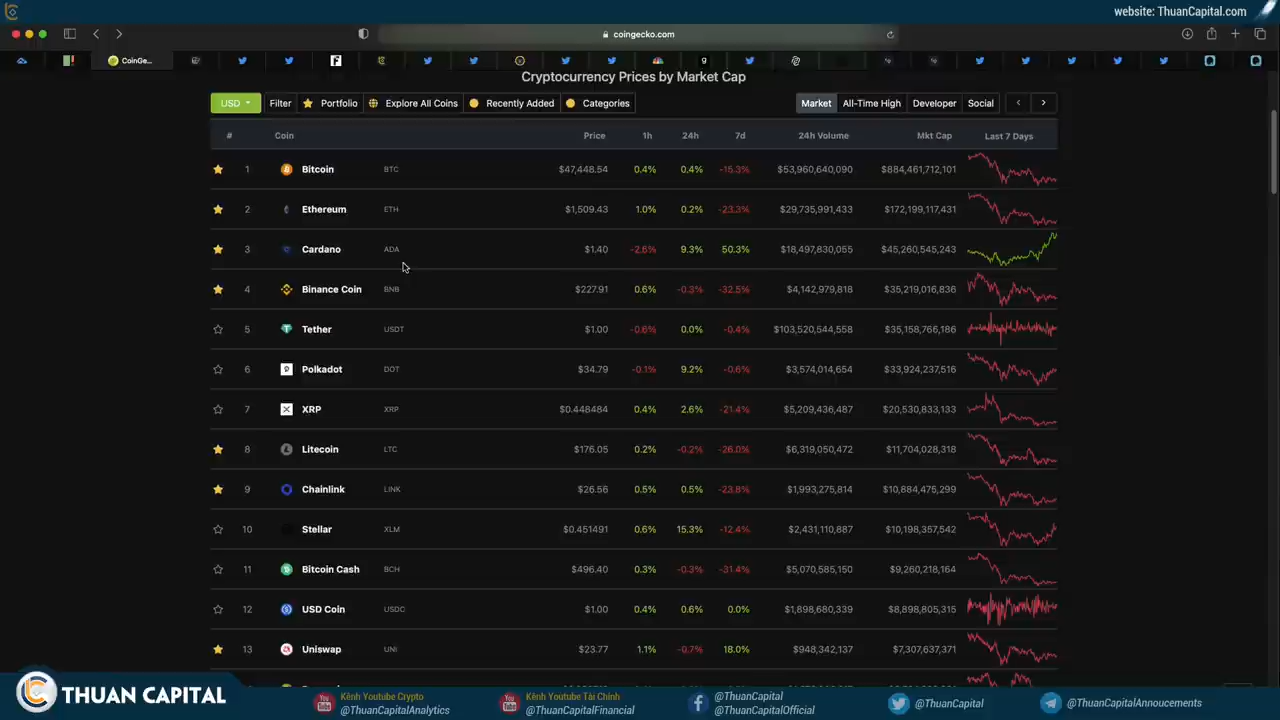 website: ThuanCapital.com
coingecko.com
CoinGe...
Cryptocurrency Prices by Market Cap
USD Filter Portfolio Explore All Coins Recently Added Categories Market All-Time High Developer Social
# Coin Price 1h 24h 7d 24h Volume Mkt Cap Last 7 Days
1 Bitcoin BTC $47,448.54 0.4% 0.4% -15.3% $53,960,640,090 $884,461,712,101
2 Ethereum ETH $1,509.43 1.0% 0.2% -23.3% $29,735,991,433 $172,199,117,431
3 Cardano ADA $1.40 -2.6% 9.3% 50.3% $18,497,830,055 $45,260,545,243
4 Binance Coin BNB $227.91 0.6% -0.3% -32.5% $4,142,979,818 $35,219,016,836
5 Tether USDT $1.00 -0.6% 0.0% -0.4% $103,520,544,558 $35,158,766,186
6 Polkadot DOT $34.79 -0.1% 9.2% -0.6% $3,574,014,654 $33,924,237,516
7 XRP XRP $0.448484 0.4% 2.6% -21.4% $5,209,436,487 $20,530,833,133
8 Litecoin LTC $176.05 0.2% -0.2% -26.0% $6,319,050,472 $11,704,028,318
9 Chainlink LINK $26.56 0.5% 0.5% -23.8% $1,993,275,814 $10,884,475,299
10 Stellar XLM $0.451491 0.6% 15.3% -12.4% $2,431,110,887 $10,198,357,542
11 Bitcoin Cash BCH $496.40 0.3% -0.3% -31.4% $5,070,585,150 $9,260,218,164
12 USD Coin USDC $1.00 0.4% 0.6% 0.0% $1,898,680,339 $8,898,805,315
13 Uniswap UNI $23.77 1.1% -0.7% 18.0% $948,342,137 $7,307,637,371
THUAN CAPITAL
Kênh Youtube Crypto
@ThuanCapitalAnalytics
Kênh Youtube Tài Chính
@ThuanCapitalFinancial
@ThuanCapital
@ThuanCapitalOfficial
@ThuanCapital
@ThuanCapitalAnnoucements